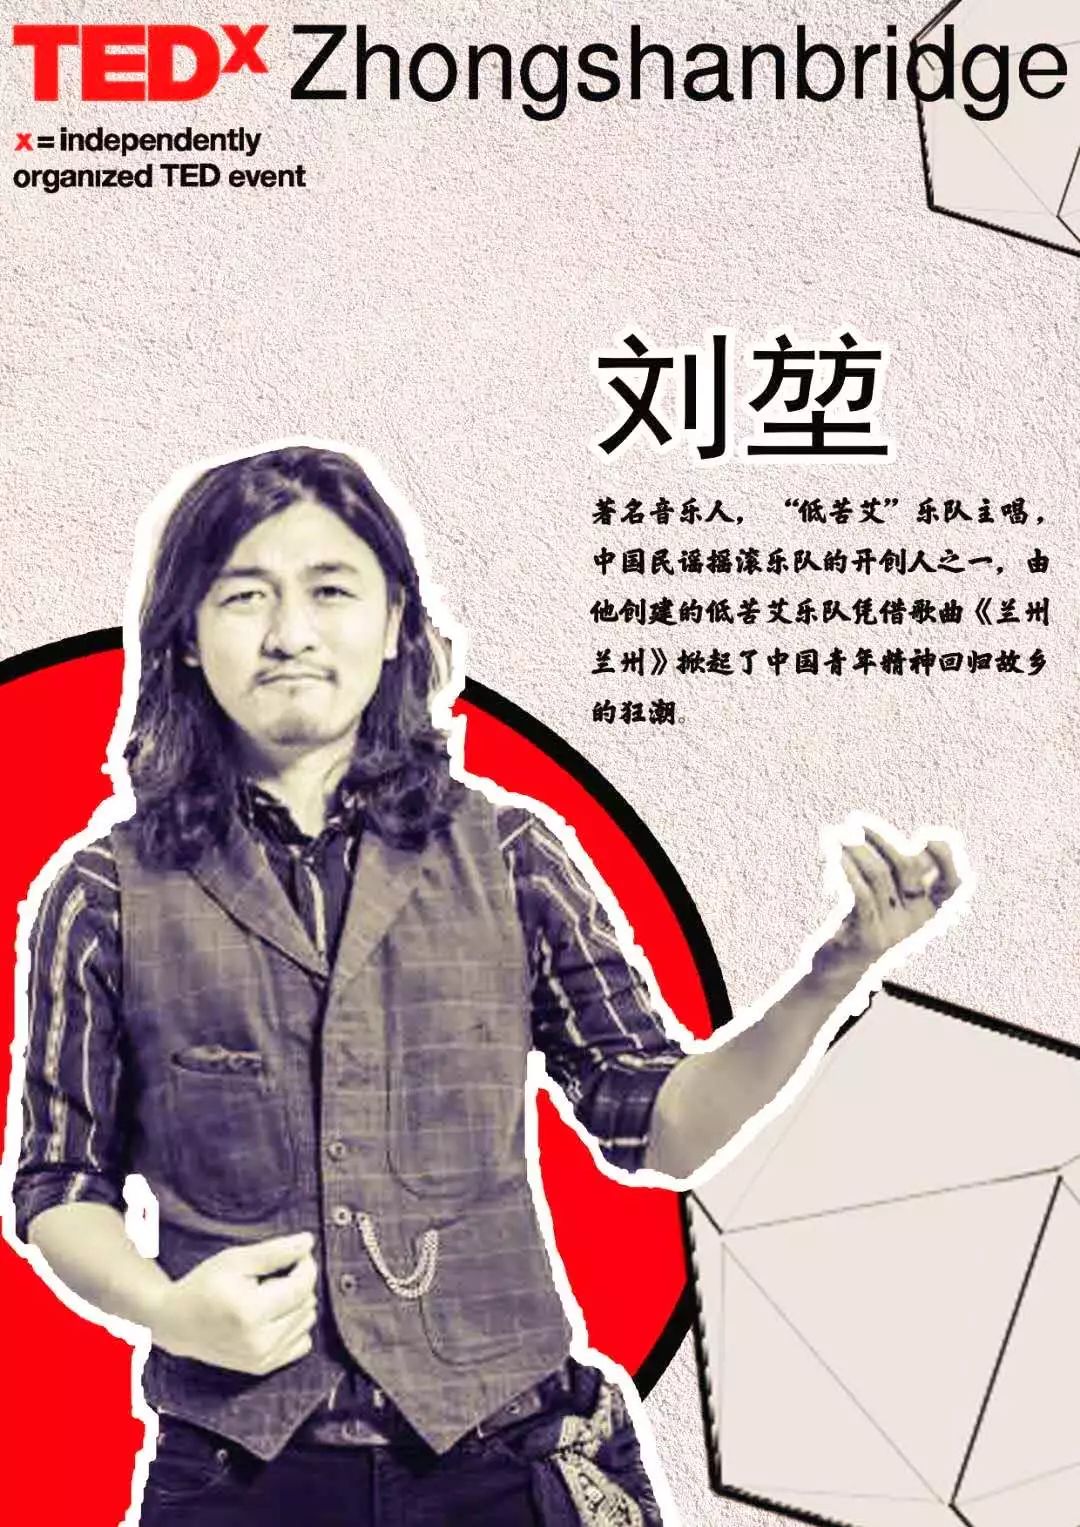 TEDx Zhongshanbridge
x = independently
organized TED event
刘堃
著名音乐人，“低苦艾”乐队主唱，
中国民谣摇滚乐队的开创人之一，由
他创建的低苦艾乐队凭借歌曲《兰州
兰州》掀起了中国青年精神回归故乡
的狂潮。